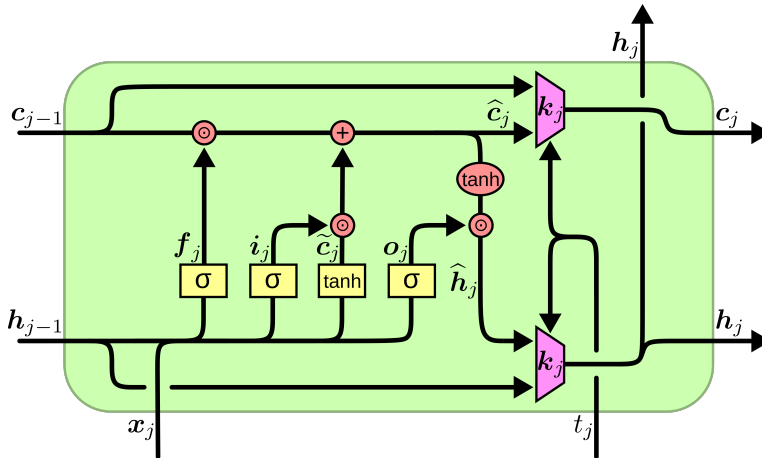 h_j
c_{j−1}
ĉ_j
k_j
c_j
⊙
+
tanh
f_j
i_j
c̃_j
o_j
⊙
⊙
σ
σ
tanh
σ
ĥ_j
h_{j−1}
k_j
h_j
x_j
t_j